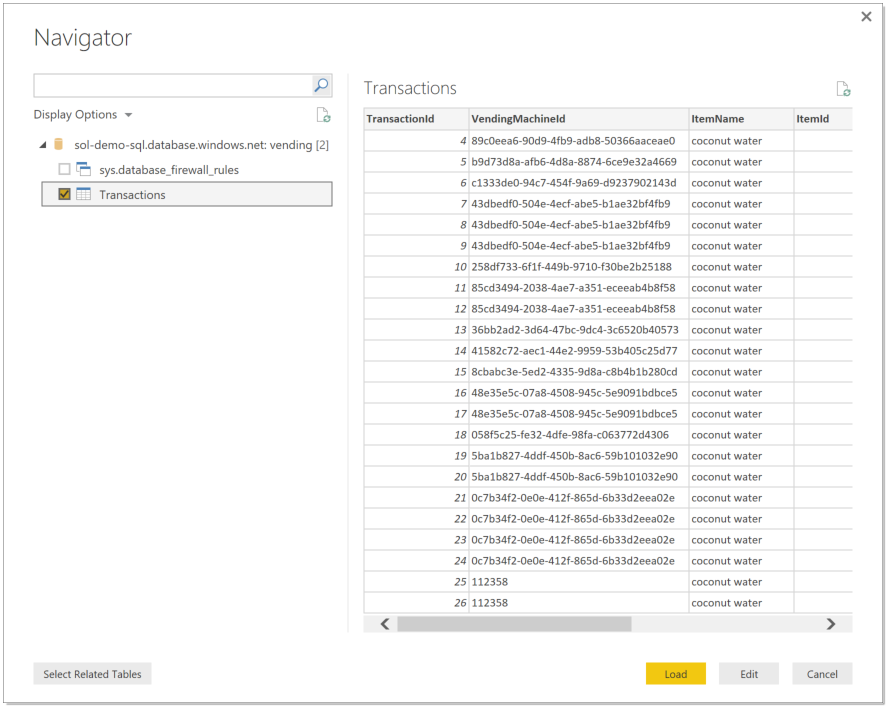 Navigator
Display Options
sol-demo-sql.database.windows.net: vending [2]
sys.database_firewall_rules
Transactions
Transactions
TransactionId VendingMachineId ItemName ItemId
4 89c0eea6-90d9-4fb9-adb8-50366aaceae0 coconut water
5 b9d73d8a-afb6-4d8a-8874-6ce9e32a4669 coconut water
6 c1333de0-94c7-454f-9a69-d9237902143d coconut water
7 43dbedf0-504e-4ecf-abe5-b1ae32bf4fb9 coconut water
8 43dbedf0-504e-4ecf-abe5-b1ae32bf4fb9 coconut water
9 43dbedf0-504e-4ecf-abe5-b1ae32bf4fb9 coconut water
10 258df733-6f1f-449b-9710-f30be2b25188 coconut water
11 85cd3494-2038-4ae7-a351-eceeab4b8f58 coconut water
12 85cd3494-2038-4ae7-a351-eceeab4b8f58 coconut water
13 36bb2ad2-3d64-47bc-9dc4-3c6520b40573 coconut water
14 41582c72-aec1-44e2-9959-53b405c25d77 coconut water
15 8cbabc3e-5ed2-4335-9d8a-c8b4b1b280cd coconut water
16 48e35e5c-07a8-4508-945c-5e9091bdbce5 coconut water
17 48e35e5c-07a8-4508-945c-5e9091bdbce5 coconut water
18 058f5c25-fe32-4dfe-98fa-c063772d4306 coconut water
19 5ba1b827-4ddf-450b-8ac6-59b101032e90 coconut water
20 5ba1b827-4ddf-450b-8ac6-59b101032e90 coconut water
21 0c7b34f2-0e0e-412f-865d-6b33d2eea02e coconut water
22 0c7b34f2-0e0e-412f-865d-6b33d2eea02e coconut water
23 0c7b34f2-0e0e-412f-865d-6b33d2eea02e coconut water
24 0c7b34f2-0e0e-412f-865d-6b33d2eea02e coconut water
25 112358 coconut water
26 112358 coconut water
Select Related Tables
Load
Edit
Cancel